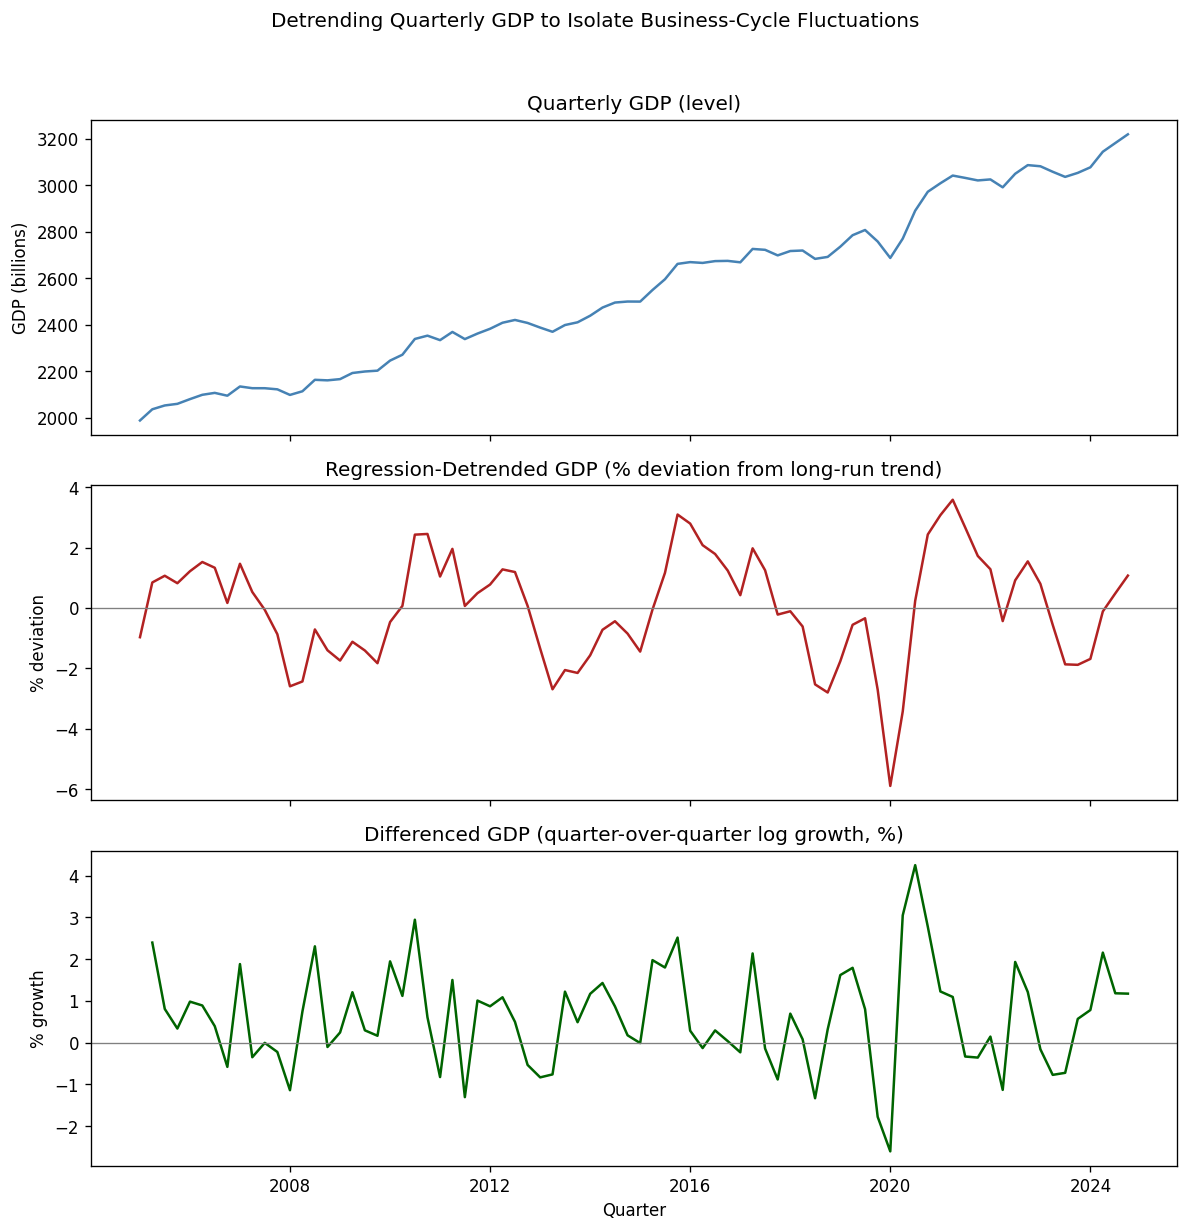 Detrending Quarterly GDP to Isolate Business-Cycle Fluctuations
Quarterly GDP (level)
GDP (billions)
3200
3000
2800
2600
2400
2200
2000
Regression-Detrended GDP (% deviation from long-run trend)
% deviation
4
2
0
−2
−4
−6
Differenced GDP (quarter-over-quarter log growth, %)
% growth
4
3
2
1
0
−1
−2
2008 2012 2016 2020 2024
Quarter